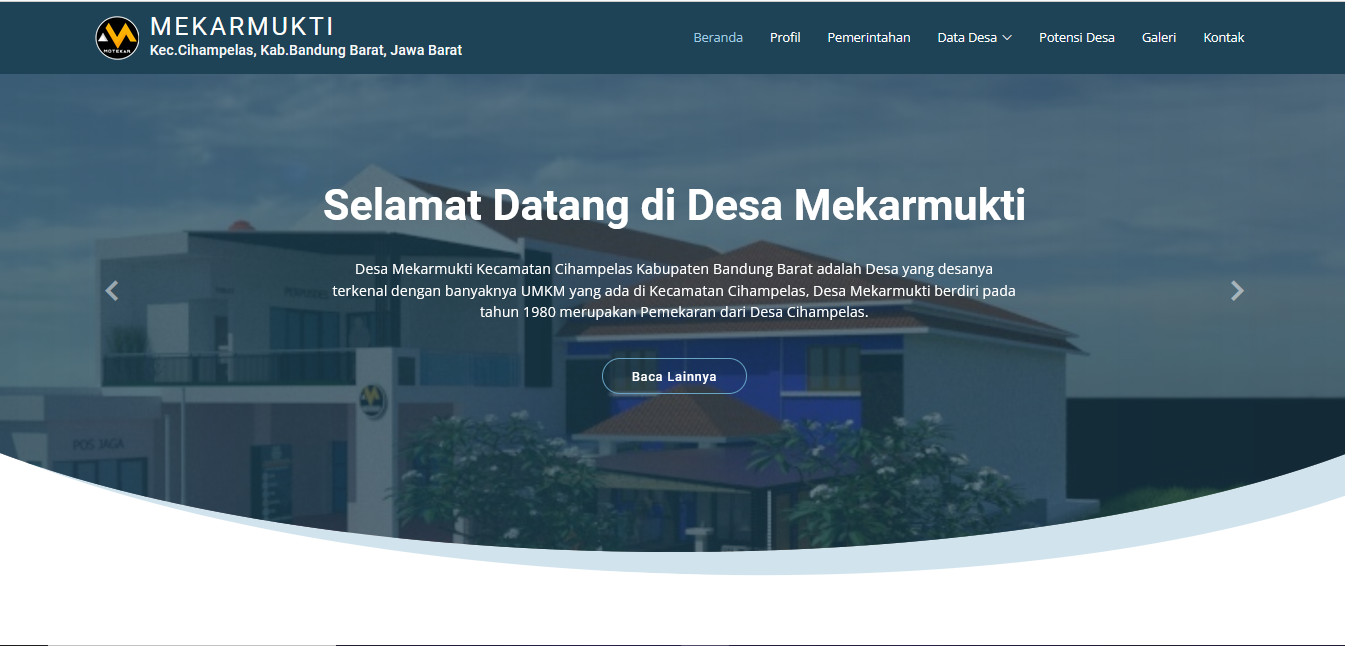 MEKARMUKTI
Kec.Cihampelas, Kab.Bandung Barat, Jawa Barat
MOTEKAR
Beranda
Profil
Pemerintahan
Data Desa
Potensi Desa
Galeri
Kontak
Selamat Datang di Desa Mekarmukti
Desa Mekarmukti Kecamatan Cihampelas Kabupaten Bandung Barat adalah Desa yang desanya
terkenal dengan banyaknya UMKM yang ada di Kecamatan Cihampelas, Desa Mekarmukti berdiri pada
tahun 1980 merupakan Pemekaran dari Desa Cihampelas.
Baca Lainnya
POS JAGA